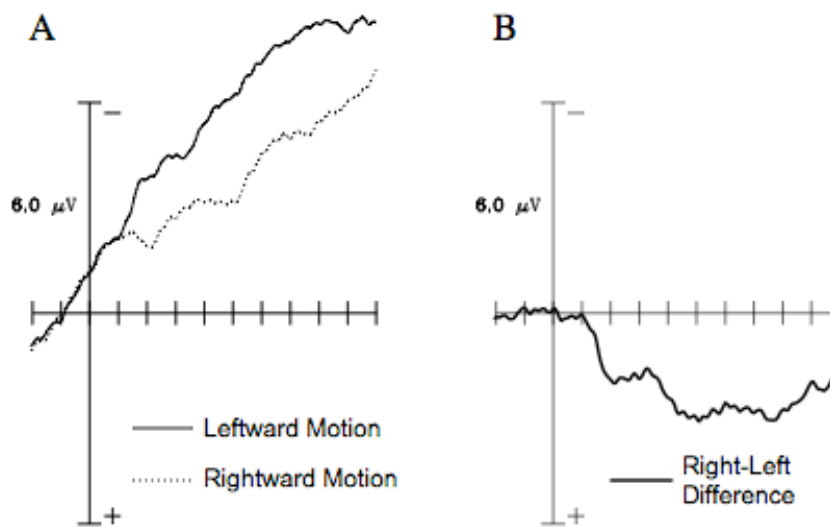 A
−
6.0 μV
+
Leftward Motion
Rightward Motion
B
−
6.0 μV
+
Right-Left
Difference